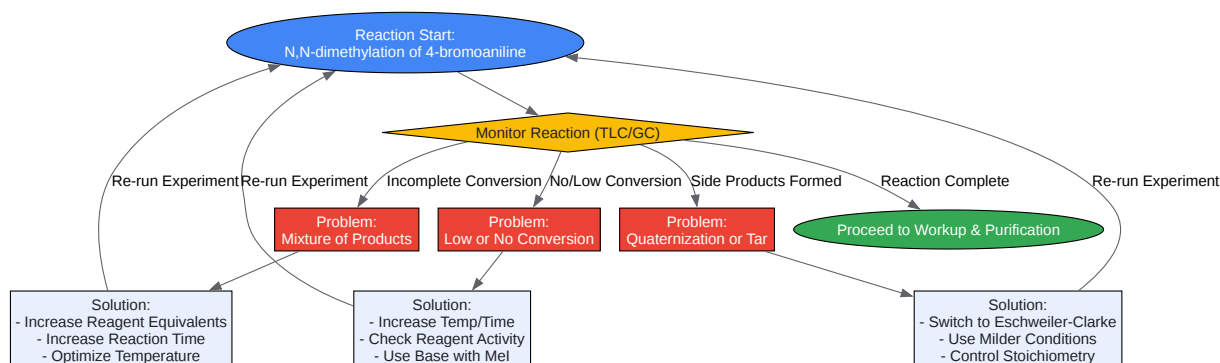 Reaction Start:
N,N-dimethylation of 4-bromoaniline
Monitor Reaction (TLC/GC)
Re-run Experiment
Re-run Experiment
Incomplete Conversion
No/Low Conversion
Side Products Formed
Reaction Complete
Re-run Experiment
Problem:
Mixture of Products
Problem:
Low or No Conversion
Problem:
Quaternization or Tar
Proceed to Workup & Purification
Solution:
- Increase Reagent Equivalents
- Increase Reaction Time
- Optimize Temperature
Solution:
- Increase Temp/Time
- Check Reagent Activity
- Use Base with MeI
Solution:
- Switch to Eschweiler-Clarke
- Use Milder Conditions
- Control Stoichiometry